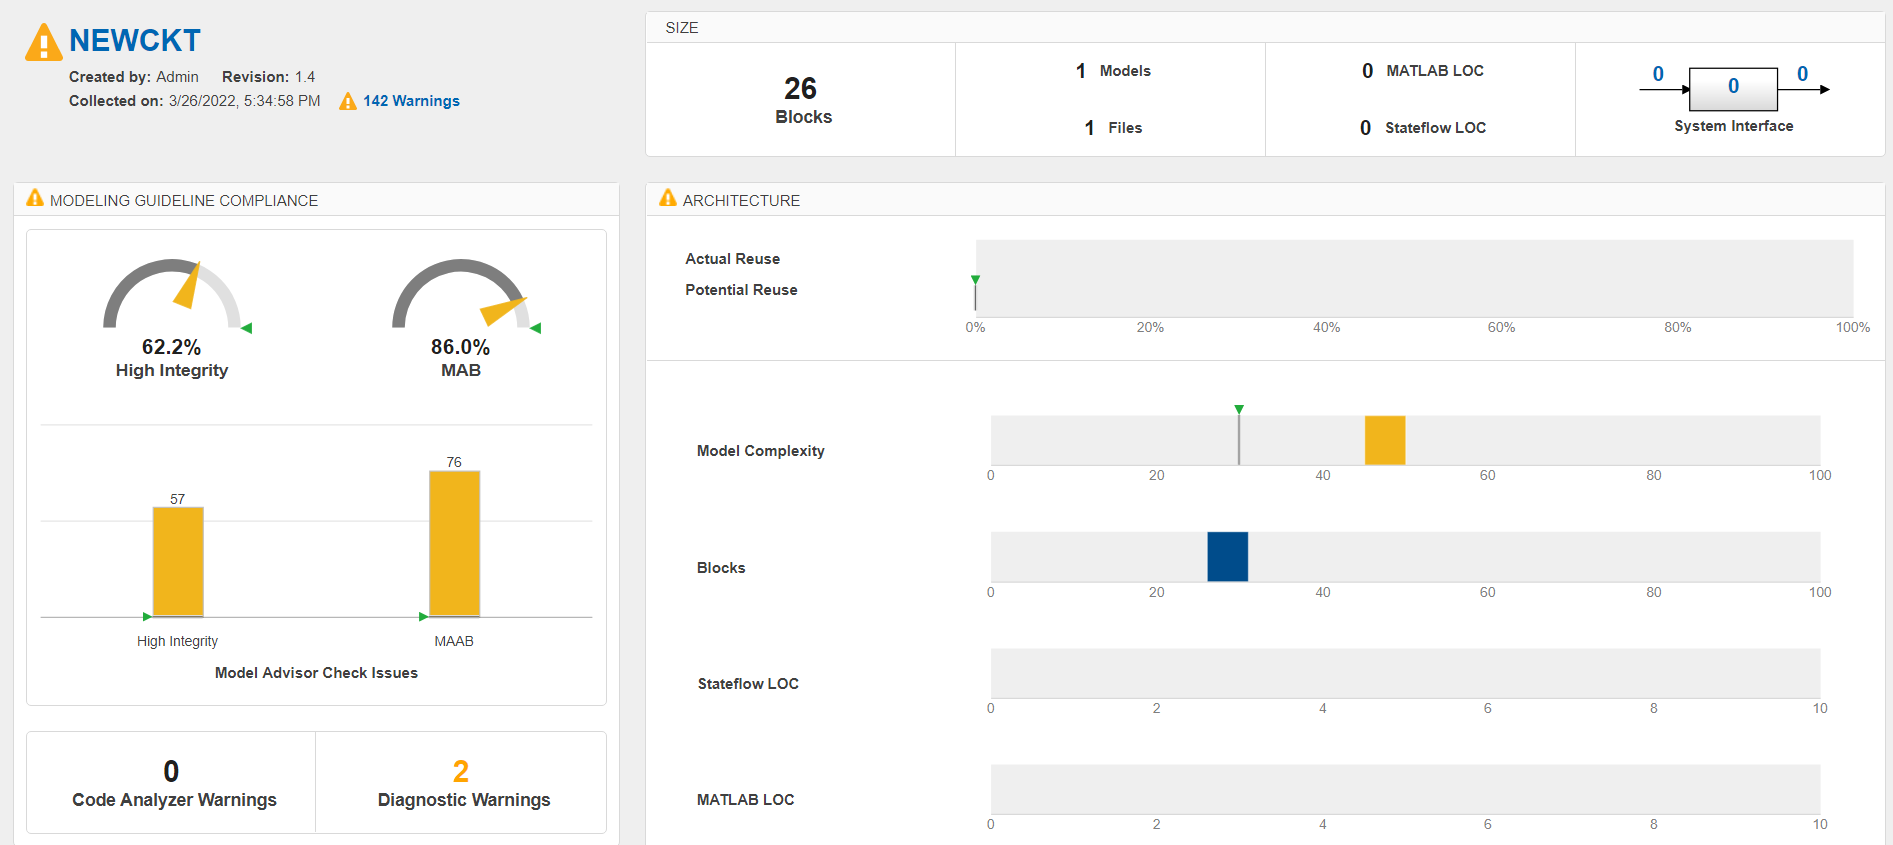 NEWCKT
Created by: Admin Revision: 1.4
Collected on: 3/26/2022, 5:34:58 PM 142 Warnings
SIZE
26
Blocks
1 Models
1 Files
0 MATLAB LOC
0 Stateflow LOC
0 0 0
System Interface
MODELING GUIDELINE COMPLIANCE
62.2%
High Integrity
86.0%
MAB
57
76
High Integrity
MAAB
Model Advisor Check Issues
0
Code Analyzer Warnings
2
Diagnostic Warnings
ARCHITECTURE
Actual Reuse
Potential Reuse
0% 20% 40% 60% 80% 100%
Model Complexity
0 20 40 60 80 100
Blocks
0 20 40 60 80 100
Stateflow LOC
0 2 4 6 8 10
MATLAB LOC
0 2 4 6 8 10